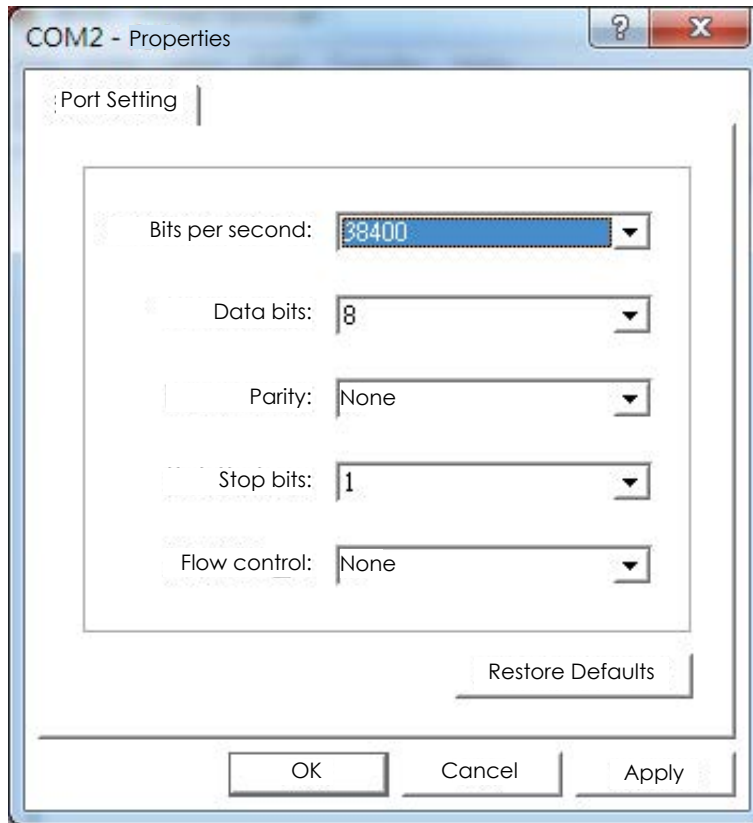 COM2 - Properties
Port Setting
Bits per second: 38400
Data bits: 8
Parity: None
Stop bits: 1
Flow control: None
Restore Defaults
OK Cancel Apply